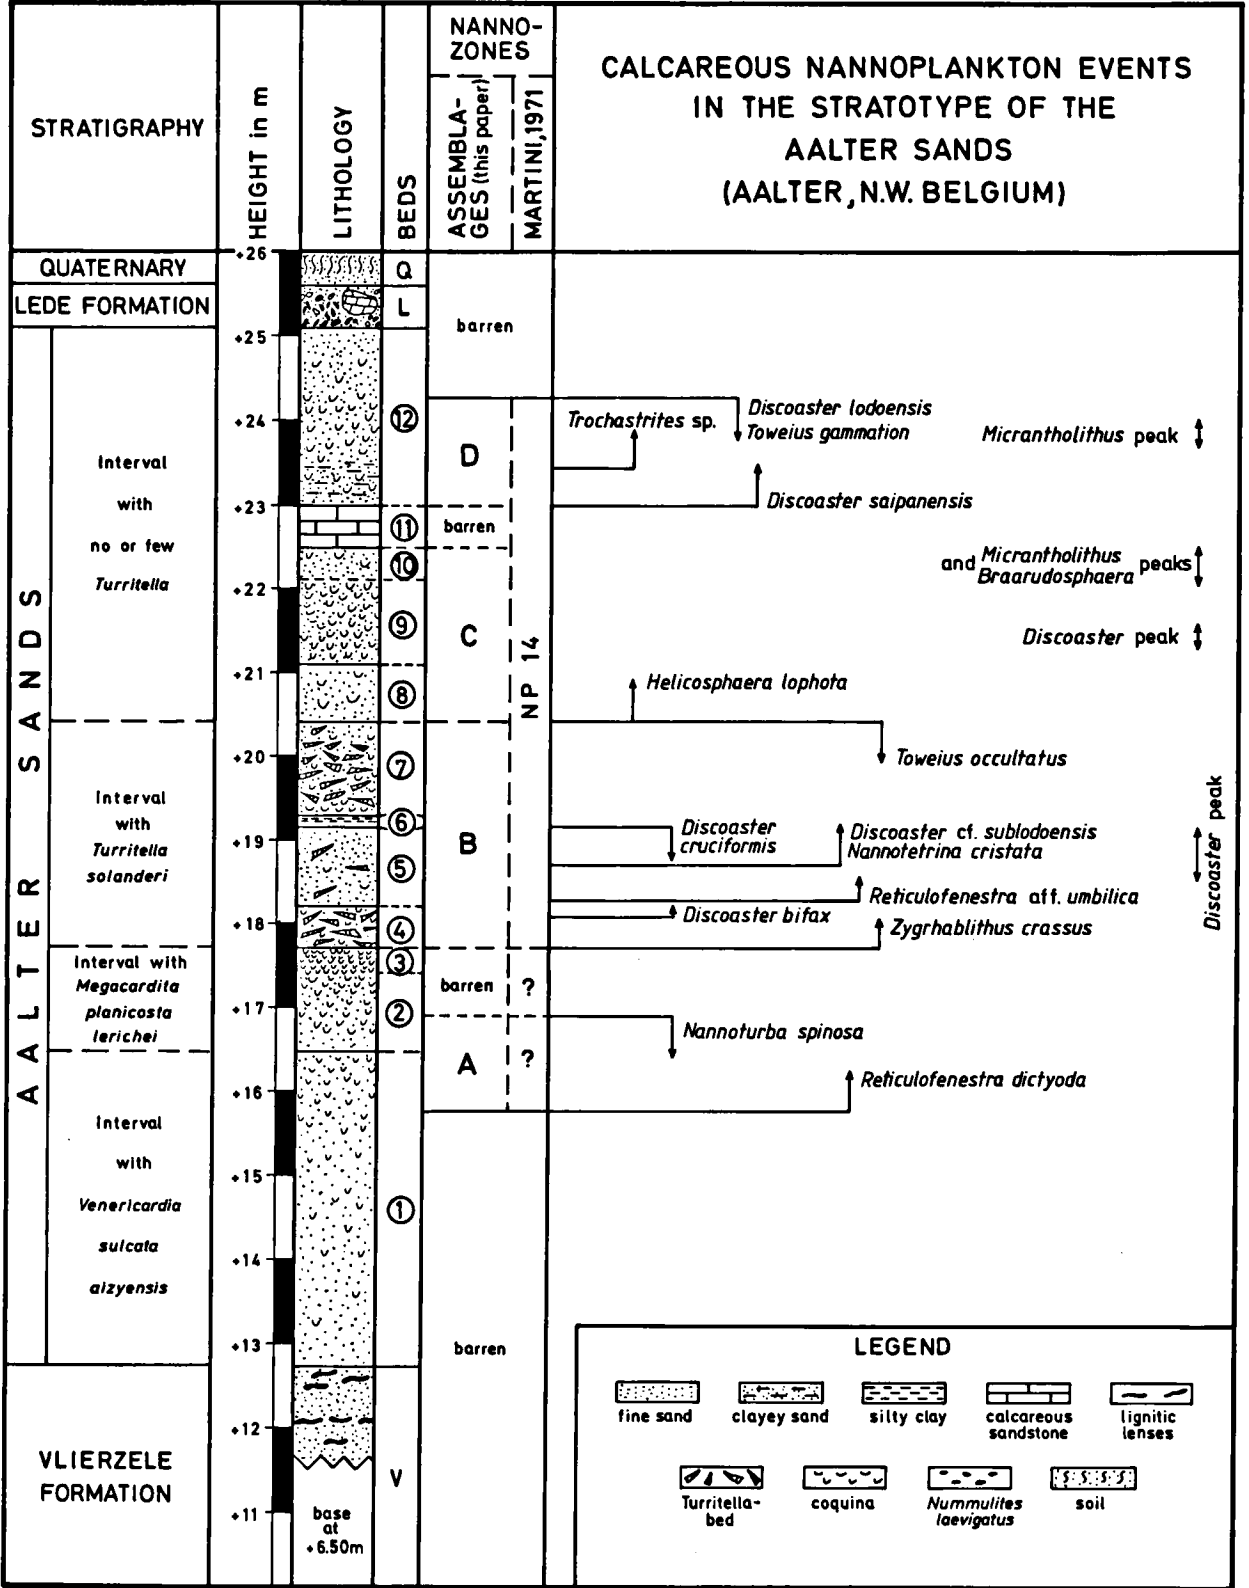 STRATIGRAPHY
HEIGHT in m
LITHOLOGY
BEDS
NANNO-
ZONES
ASSEMBLA-
GES (this paper)
MARTINI,1971
CALCAREOUS NANNOPLANKTON EVENTS
IN THE STRATOTYPE OF THE
AALTER SANDS
(AALTER, N.W. BELGIUM)
QUATERNARY
LEDE FORMATION
AALTER SANDS
Interval
with
no or few
Turritella
Interval
with
Turritella
solanderi
Interval with
Megacardita
planicosta
lerichei
Interval
with
Venericardia
sulcata
aizyensis
VLIERZELE
FORMATION
+26
+25
+24
+23
+22
+21
+20
+19
+18
+17
+16
+15
+14
+13
+12
+11
base
at
+6.50m
Q
L
12
11
10
9
8
7
6
5
4
3
2
1
V
barren
D
barren
C
B
barren
A
barren
NP 14
?
?
Trochastrites sp.
Discoaster lodoensis
Toweius gammation
Micrantholithus peak
Discoaster saipanensis
and Micrantholithus peaks
Braarudosphaera
Discoaster peak
Helicosphaera lophota
Toweius occultatus
Discoaster
cruciformis
Discoaster cf. sublodoensis
Nannotetrina cristata
Discoaster peak
Reticulofenestra aff. umbilica
Discoaster bifax
Zygrhablithus crassus
Nannoturba spinosa
Reticulofenestra dictyoda
LEGEND
fine sand
clayey sand
silty clay
calcareous
sandstone
lignitic
lenses
Turritella-
bed
coquina
Nummulites
laevigatus
soil